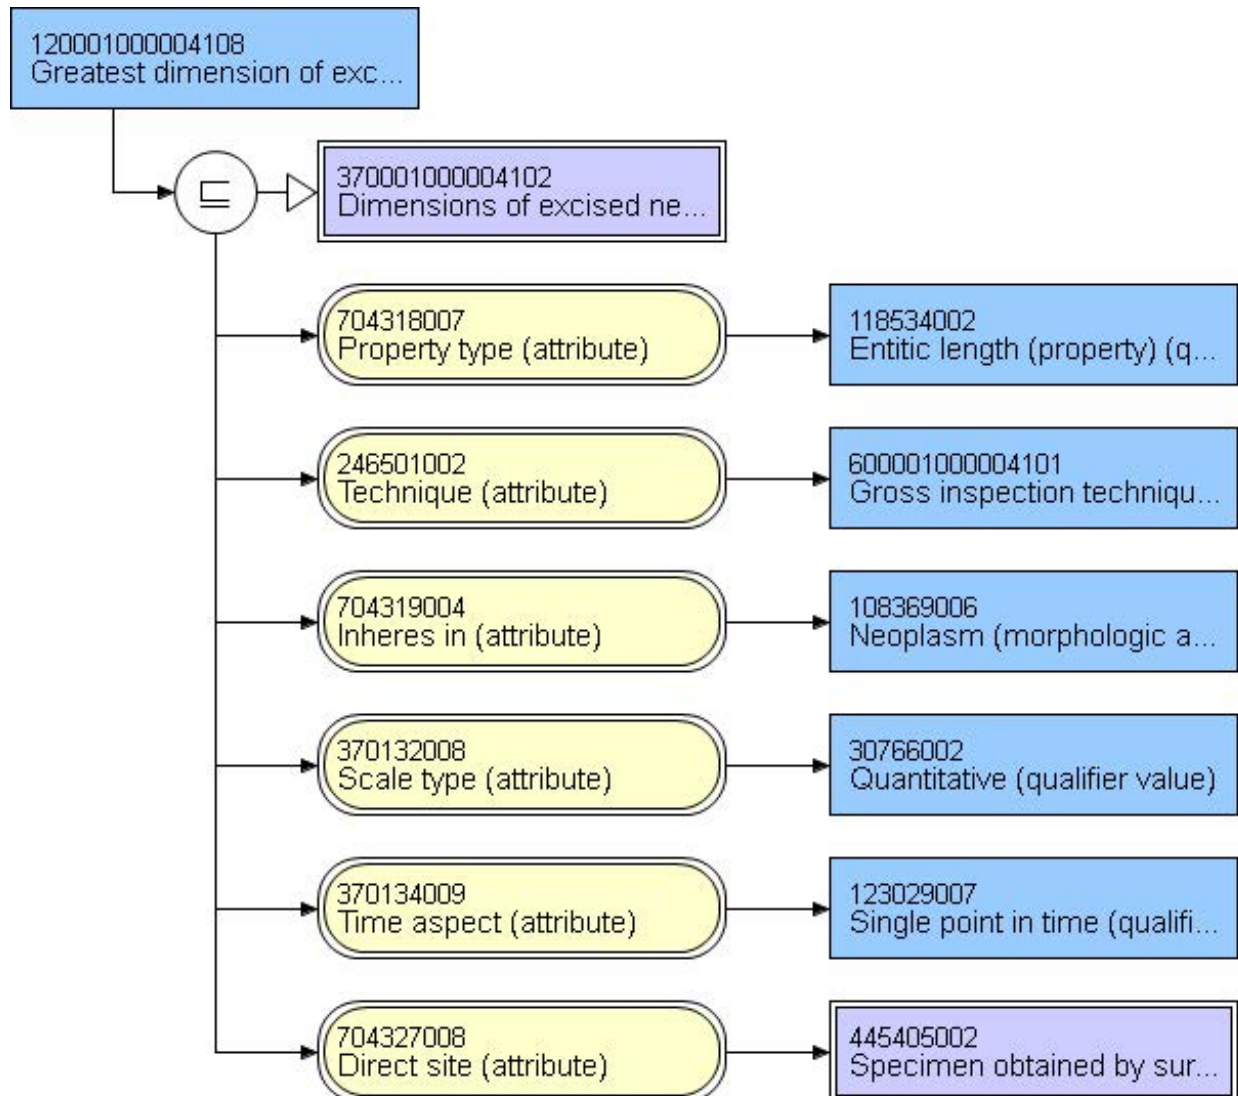 120001000004108
Greatest dimension of exc...
⊑
370001000004102
Dimensions of excised ne...
704318007
Property type (attribute)
118534002
Entitic length (property) (q...
246501002
Technique (attribute)
600001000004101
Gross inspection techniqu...
704319004
Inheres in (attribute)
108369006
Neoplasm (morphologic a...
370132008
Scale type (attribute)
30766002
Quantitative (qualifier value)
370134009
Time aspect (attribute)
123029007
Single point in time (qualifi...
704327008
Direct site (attribute)
445405002
Specimen obtained by sur...